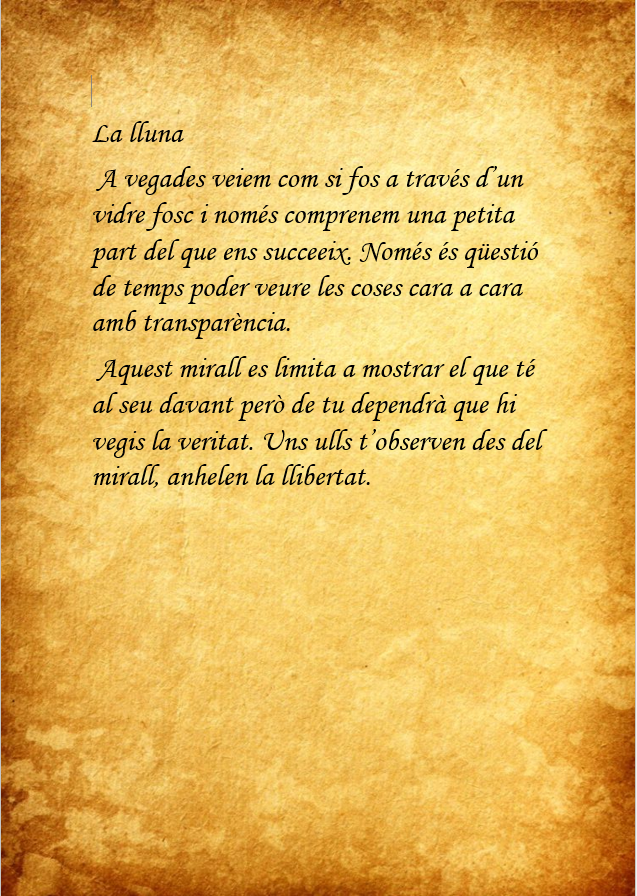 La lluna
A vegades veiem com si fos a través d’un
vidre fosc i només comprenem una petita
part del que ens succeeix. Només és qüestió
de temps poder veure les coses cara a cara
amb transparència.
Aquest mirall es limita a mostrar el que té
al seu davant però de tu dependrà que hi
vegis la veritat. Uns ulls t’observen des del
mirall, anhelen la llibertat.